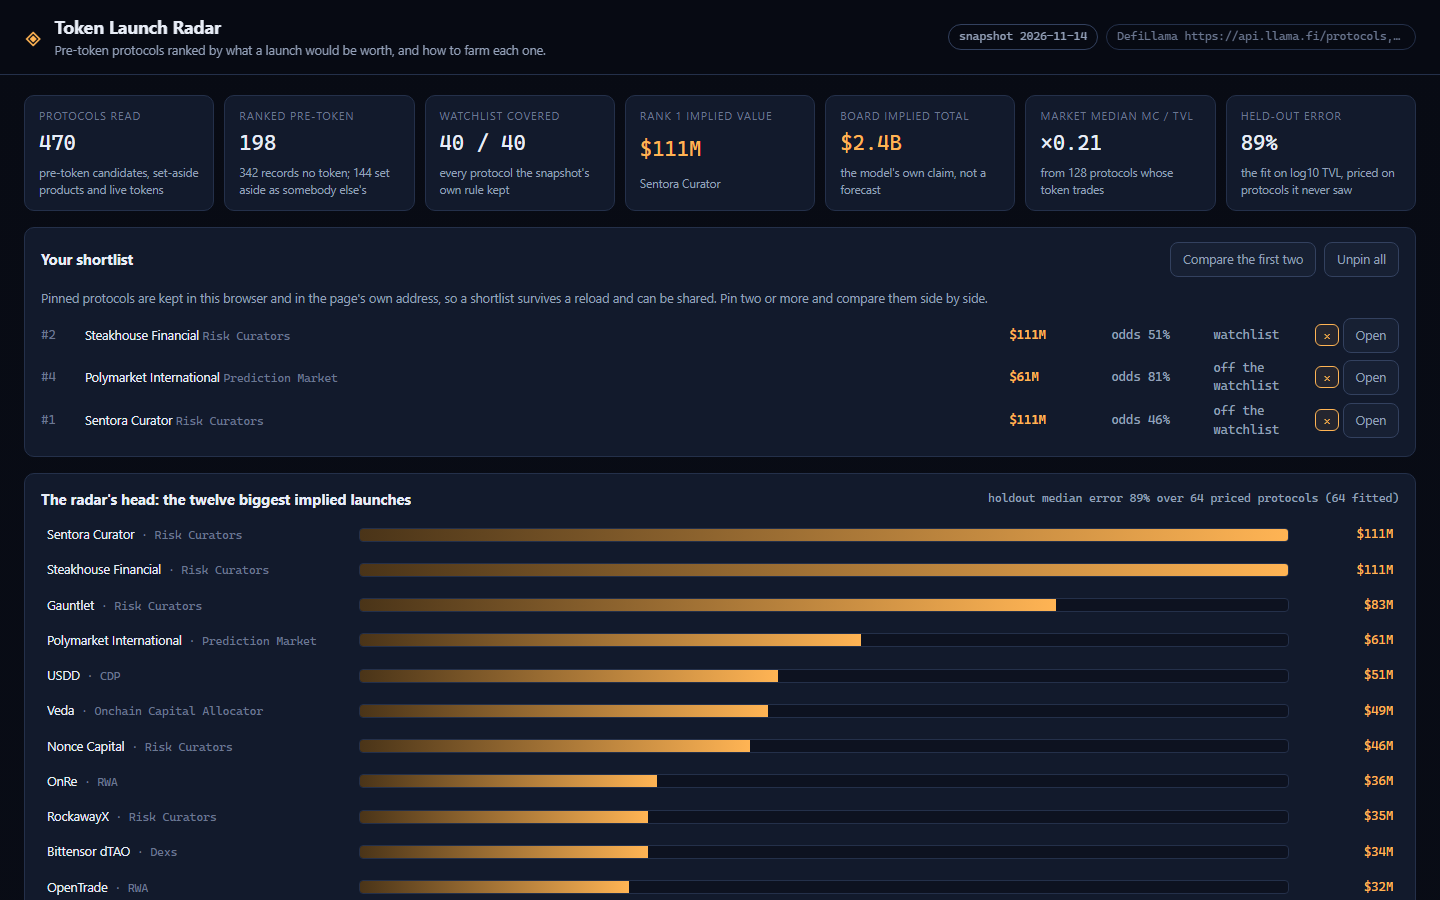 Token Launch Radar
Pre-token protocols ranked by what a launch would be worth, and how to farm each one.
snapshot 2026-11-14
DefiLlama https://api.llama.fi/protocols,…
PROTOCOLS READ
470
pre-token candidates, set-aside
products and live tokens
RANKED PRE-TOKEN
198
342 records no token; 144 set
aside as somebody else's
WATCHLIST COVERED
40 / 40
every protocol the snapshot's
own rule kept
RANK 1 IMPLIED VALUE
$111M
Sentora Curator
BOARD IMPLIED TOTAL
$2.4B
the model's own claim, not a
forecast
MARKET MEDIAN MC / TVL
×0.21
from 128 protocols whose
token trades
HELD-OUT ERROR
89%
the fit on log10 TVL, priced on
protocols it never saw
Your shortlist
Compare the first two
Unpin all
Pinned protocols are kept in this browser and in the page's own address, so a shortlist survives a reload and can be shared. Pin two or more and compare them side by side.
#2 Steakhouse Financial Risk Curators $111M odds 51% watchlist × Open
#4 Polymarket International Prediction Market $61M odds 81% off the
watchlist × Open
#1 Sentora Curator Risk Curators $111M odds 46% off the
watchlist × Open
The radar's head: the twelve biggest implied launches
holdout median error 89% over 64 priced protocols (64 fitted)
Sentora Curator · Risk Curators $111M
Steakhouse Financial · Risk Curators $111M
Gauntlet · Risk Curators $83M
Polymarket International · Prediction Market $61M
USDD · CDP $51M
Veda · Onchain Capital Allocator $49M
Nonce Capital · Risk Curators $46M
OnRe · RWA $36M
RockawayX · Risk Curators $35M
Bittensor dTAO · Dexs $34M
OpenTrade · RWA $32M